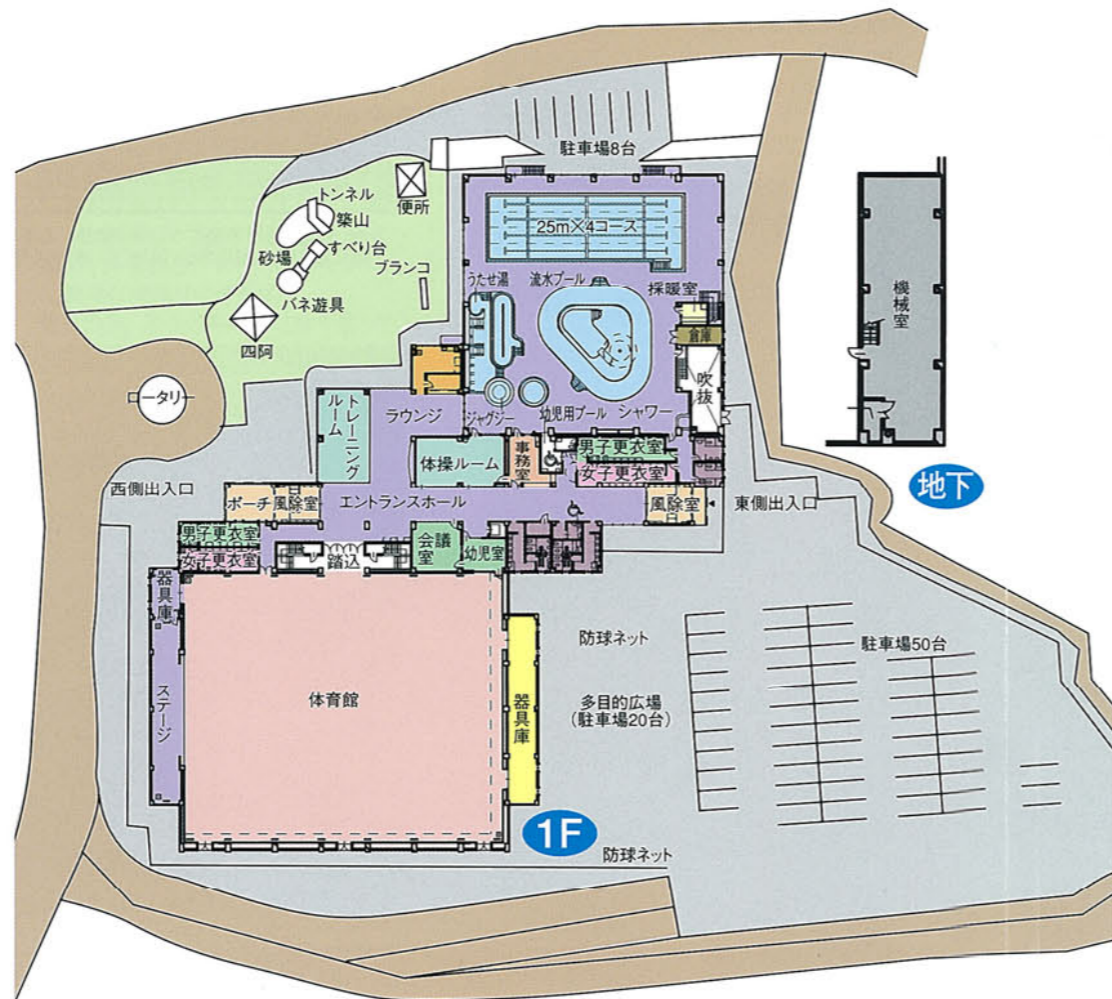 駐車場8台
トンネル
築山
便所
すべり台
砂場
ブランコ
バネ遊具
四阿
25m×4コース
うたせ湯
流水プール
採暖室
倉庫
吹抜
機械室
ロータリー
トレーニングルーム
ラウンジ
ジャグジー
幼児用プール
シャワー
体操ルーム
事務室
男子更衣室
女子更衣室
地下
西側出入口
ポーチ
風除室
エントランスホール
風除室
東側出入口
男子更衣室
女子更衣室
踏込
会議室
幼児室
器具庫
ステージ
体育館
器具庫
防球ネット
多目的広場
(駐車場20台)
駐車場50台
1F
防球ネット